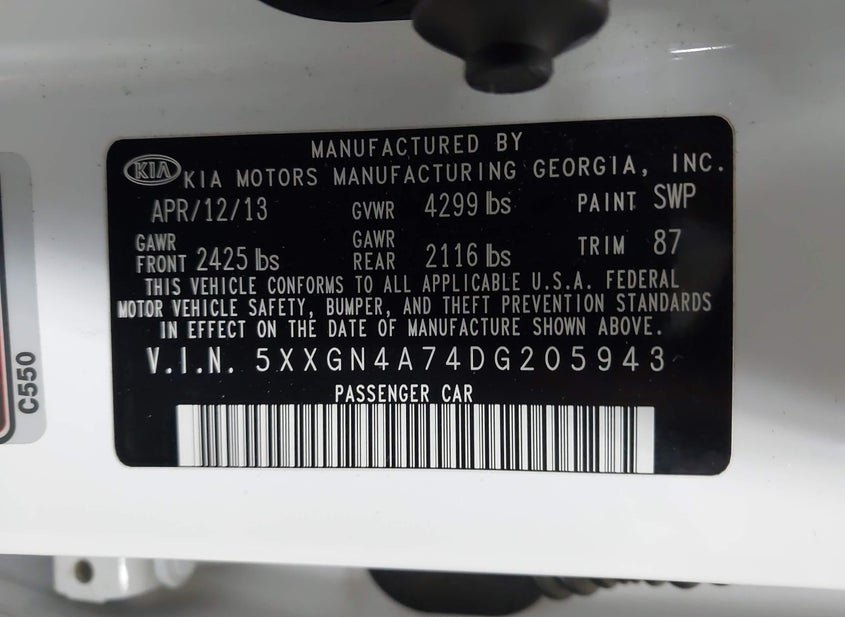 MANUFACTURED BY
KIA KIA MOTORS MANUFACTURING GEORGIA, INC.
APR/12/13 GVWR 4299 lbs PAINT SWP
GAWR FRONT 2425 lbs GAWR REAR 2116 lbs TRIM 87
THIS VEHICLE CONFORMS TO ALL APPLICABLE U.S.A. FEDERAL
MOTOR VEHICLE SAFETY, BUMPER, AND THEFT PREVENTION STANDARDS
IN EFFECT ON THE DATE OF MANUFACTURE SHOWN ABOVE.
V.I.N. 5XXGN4A74DG205943
PASSENGER CAR
C550